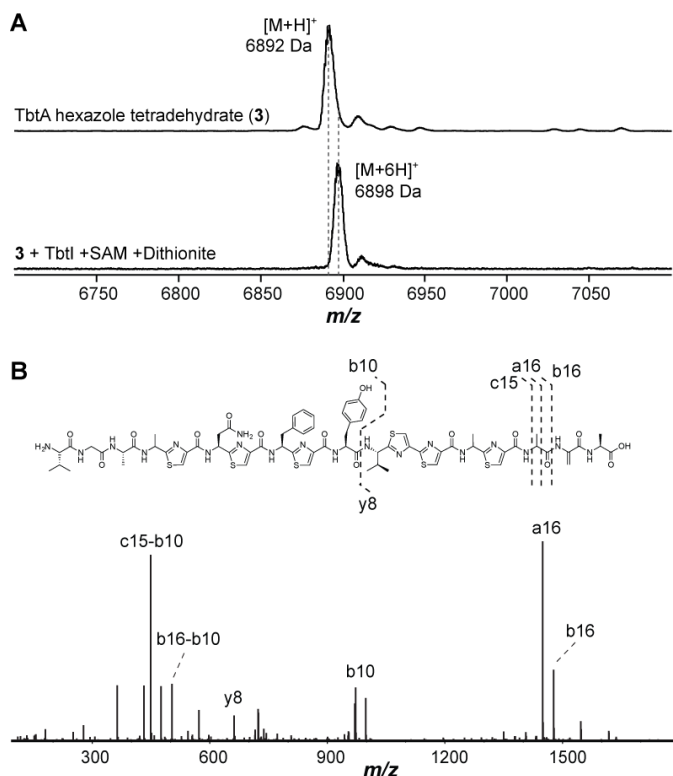 A
[M+H]+
6892 Da
TbtA hexazole tetradehydrate (3)
[M+6H]+
6898 Da
3 + TbtI +SAM +Dithionite
6750 6800 6850 6900 6950 7000 7050
m/z
B
b10
a16
c15
b16
OH
O
NH2
H2N
O
N
H
O
H
N
O
N
H
N
S
O
N
H
N
S
O
N
H
N
S
O
N
H
O
H
N
S
N
N
S
O
N
H
N
S
O
N
H
O
H
N
O
N
H
O
OH
y8
c15-b10
a16
b16-b10
b16
y8
b10
300 600 900 1200 1500
m/z